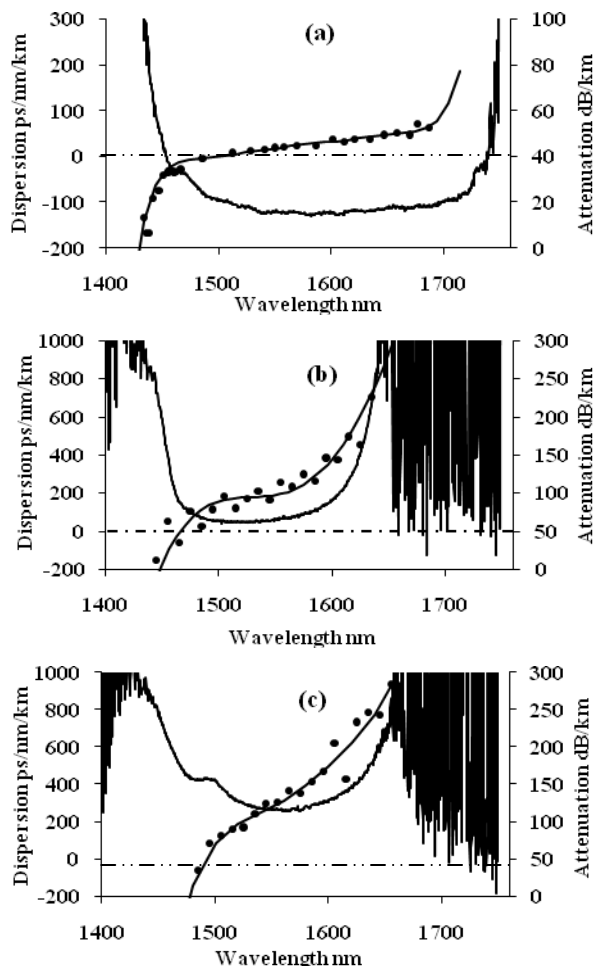 (a)
Dispersion ps/nm/km
300
200
100
0
-100
-200
Attenuation dB/km
100
80
60
40
20
0
1400 1500 1600 1700
Wavelength nm
(b)
Dispersion ps/nm/km
1000
800
600
400
200
0
-200
Attenuation dB/km
300
250
200
150
100
50
0
1400 1500 1600 1700
Wavelength nm
(c)
Dispersion ps/nm/km
1000
800
600
400
200
0
-200
Attenuation dB/km
300
250
200
150
100
50
0
1400 1500 1600 1700
Wavelength nm